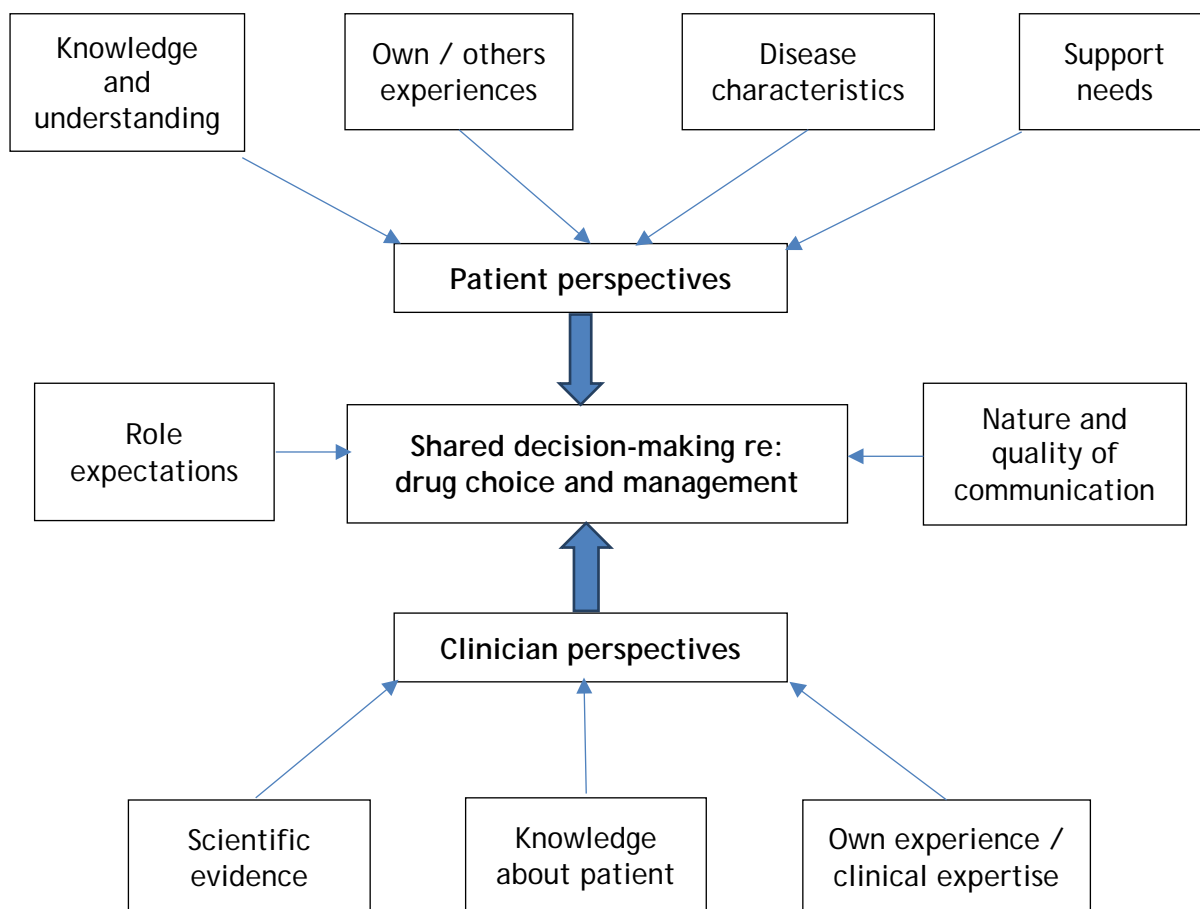 Knowledge
and
understanding
Own / others
experiences
Disease
characteristics
Support
needs
Patient perspectives
Role
expectations
Shared decision-making re:
drug choice and management
Nature and
quality of
communication
Clinician perspectives
Scientific
evidence
Knowledge
about patient
Own experience /
clinical expertise